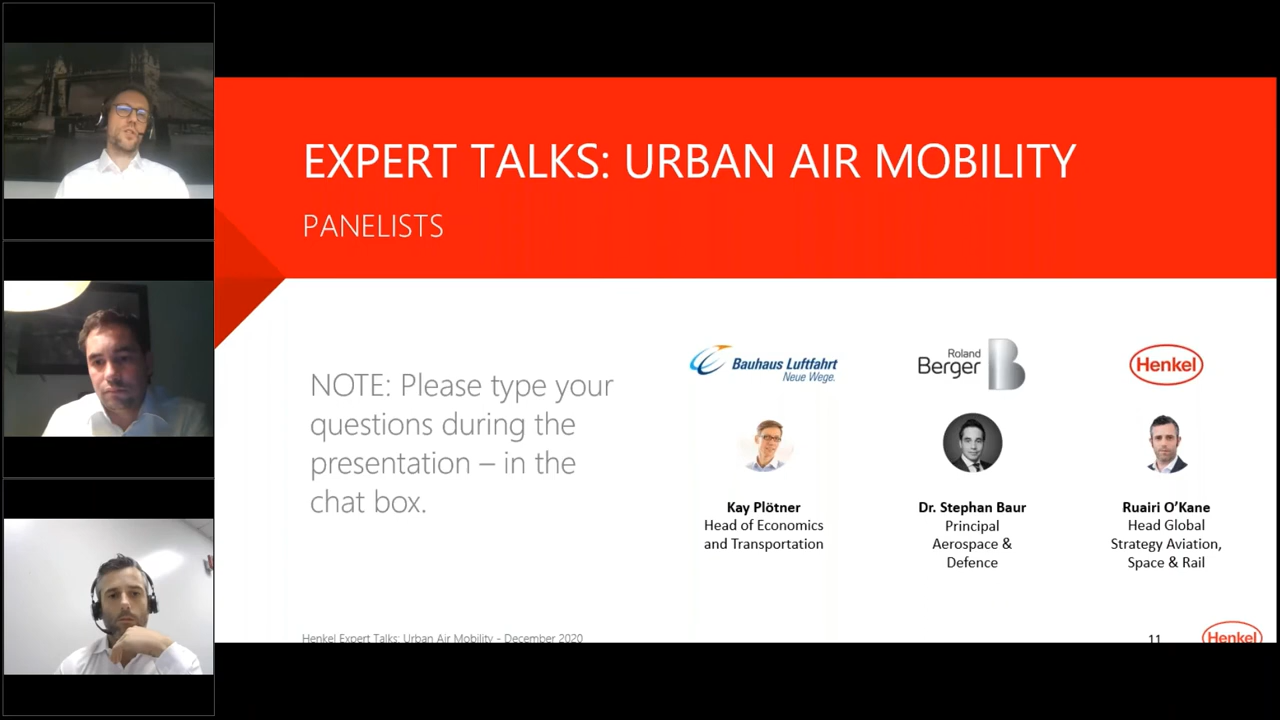 EXPERT TALKS: URBAN AIR MOBILITY
PANELISTS
NOTE: Please type your
questions during the
presentation – in the
chat box.
Bauhaus Luftfahrt
Neue Wege.
Kay Plötner
Head of Economics
and Transportation
Roland
Berger
B
Dr. Stephan Baur
Principal
Aerospace &
Defence
Henkel
Ruairi O’Kane
Head Global
Strategy Aviation,
Space & Rail
Henkel Expert Talks: Urban Air Mobility - December 2020
11
Henkel